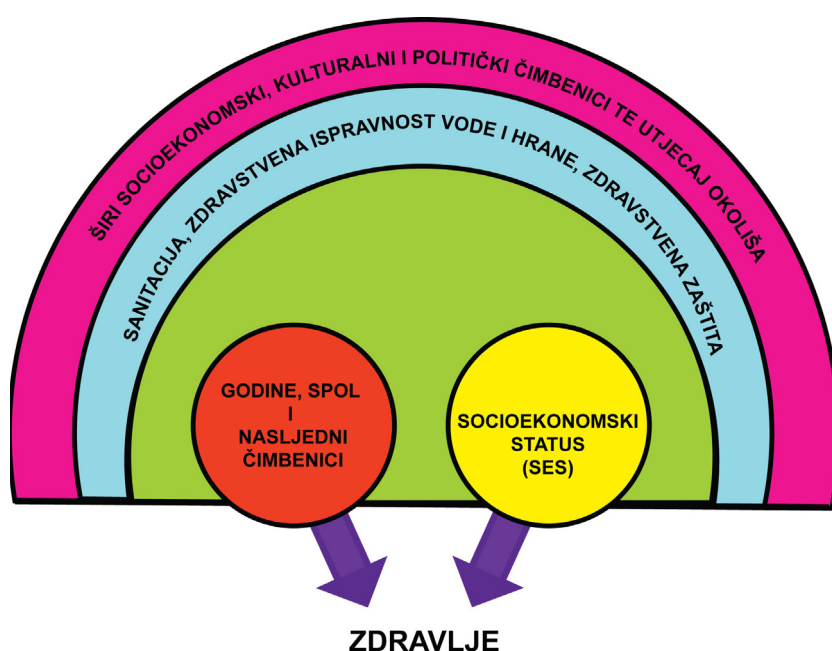 ŠIRI SOCIOEKONOMSKI, KULTURALNI I POLITIČKI ČIMBENICI TE UTJECAJ OKOLIŠA
SANITACIJA, ZDRAVSTVENA ISPRAVNOST VODE I HRANE, ZDRAVSTVENA ZAŠTITA
GODINE, SPOL
I
NASLJEDNI
ČIMBENICI
SOCIOEKONOMSKI
STATUS
(SES)
ZDRAVLJE